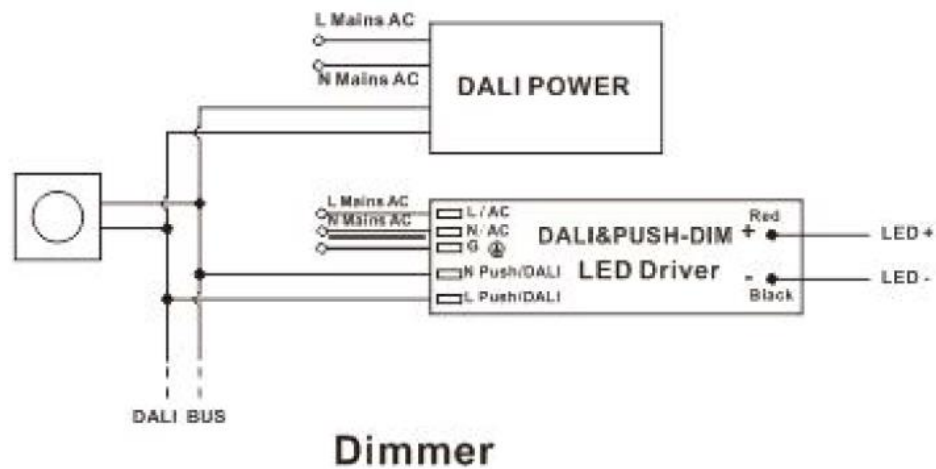 L Mains AC
N Mains AC
DALI POWER
L Mains AC
N Mains AC
L / AC
N/ AC
G
N Push/DALI
L Push/DALI
DALI&PUSH-DIM
LED Driver
Red
+
-
Black
LED +
LED -
DALI BUS
Dimmer